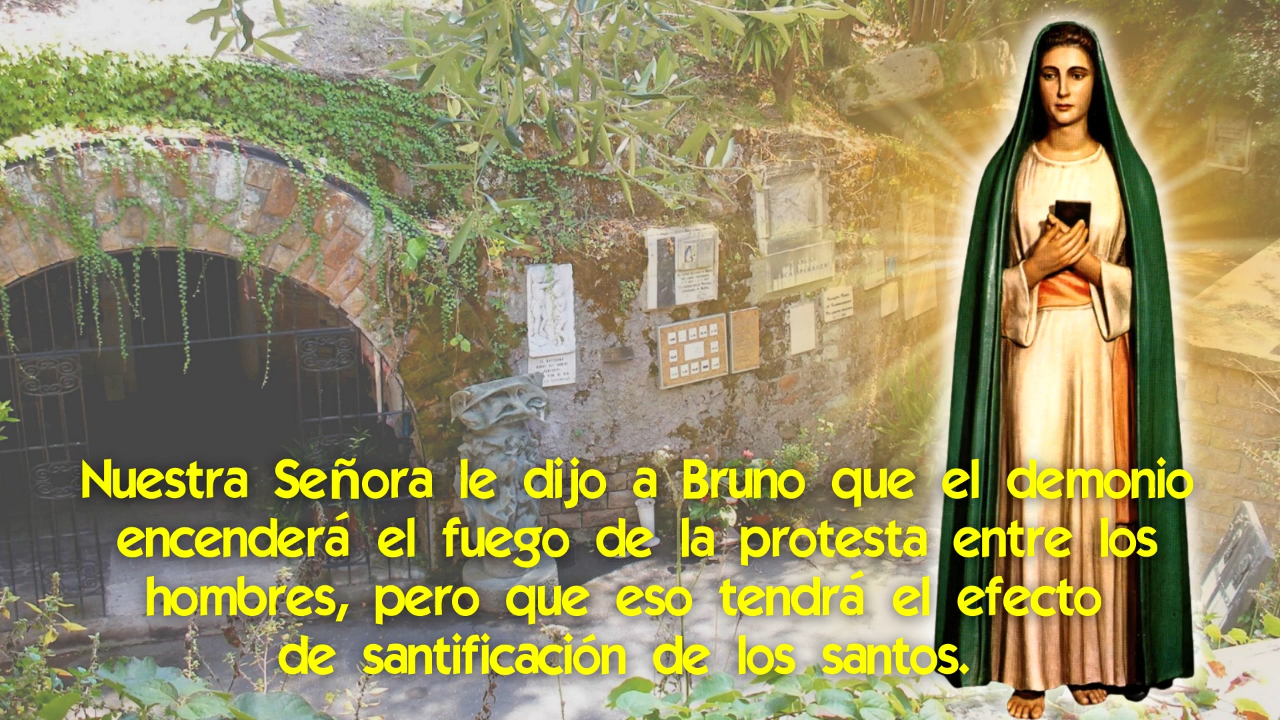 Nuestra Señora le dijo a Bruno que el demonio
encenderá el fuego de la protesta entre los
hombres, pero que eso tendrá el efecto
de santificación de los santos.